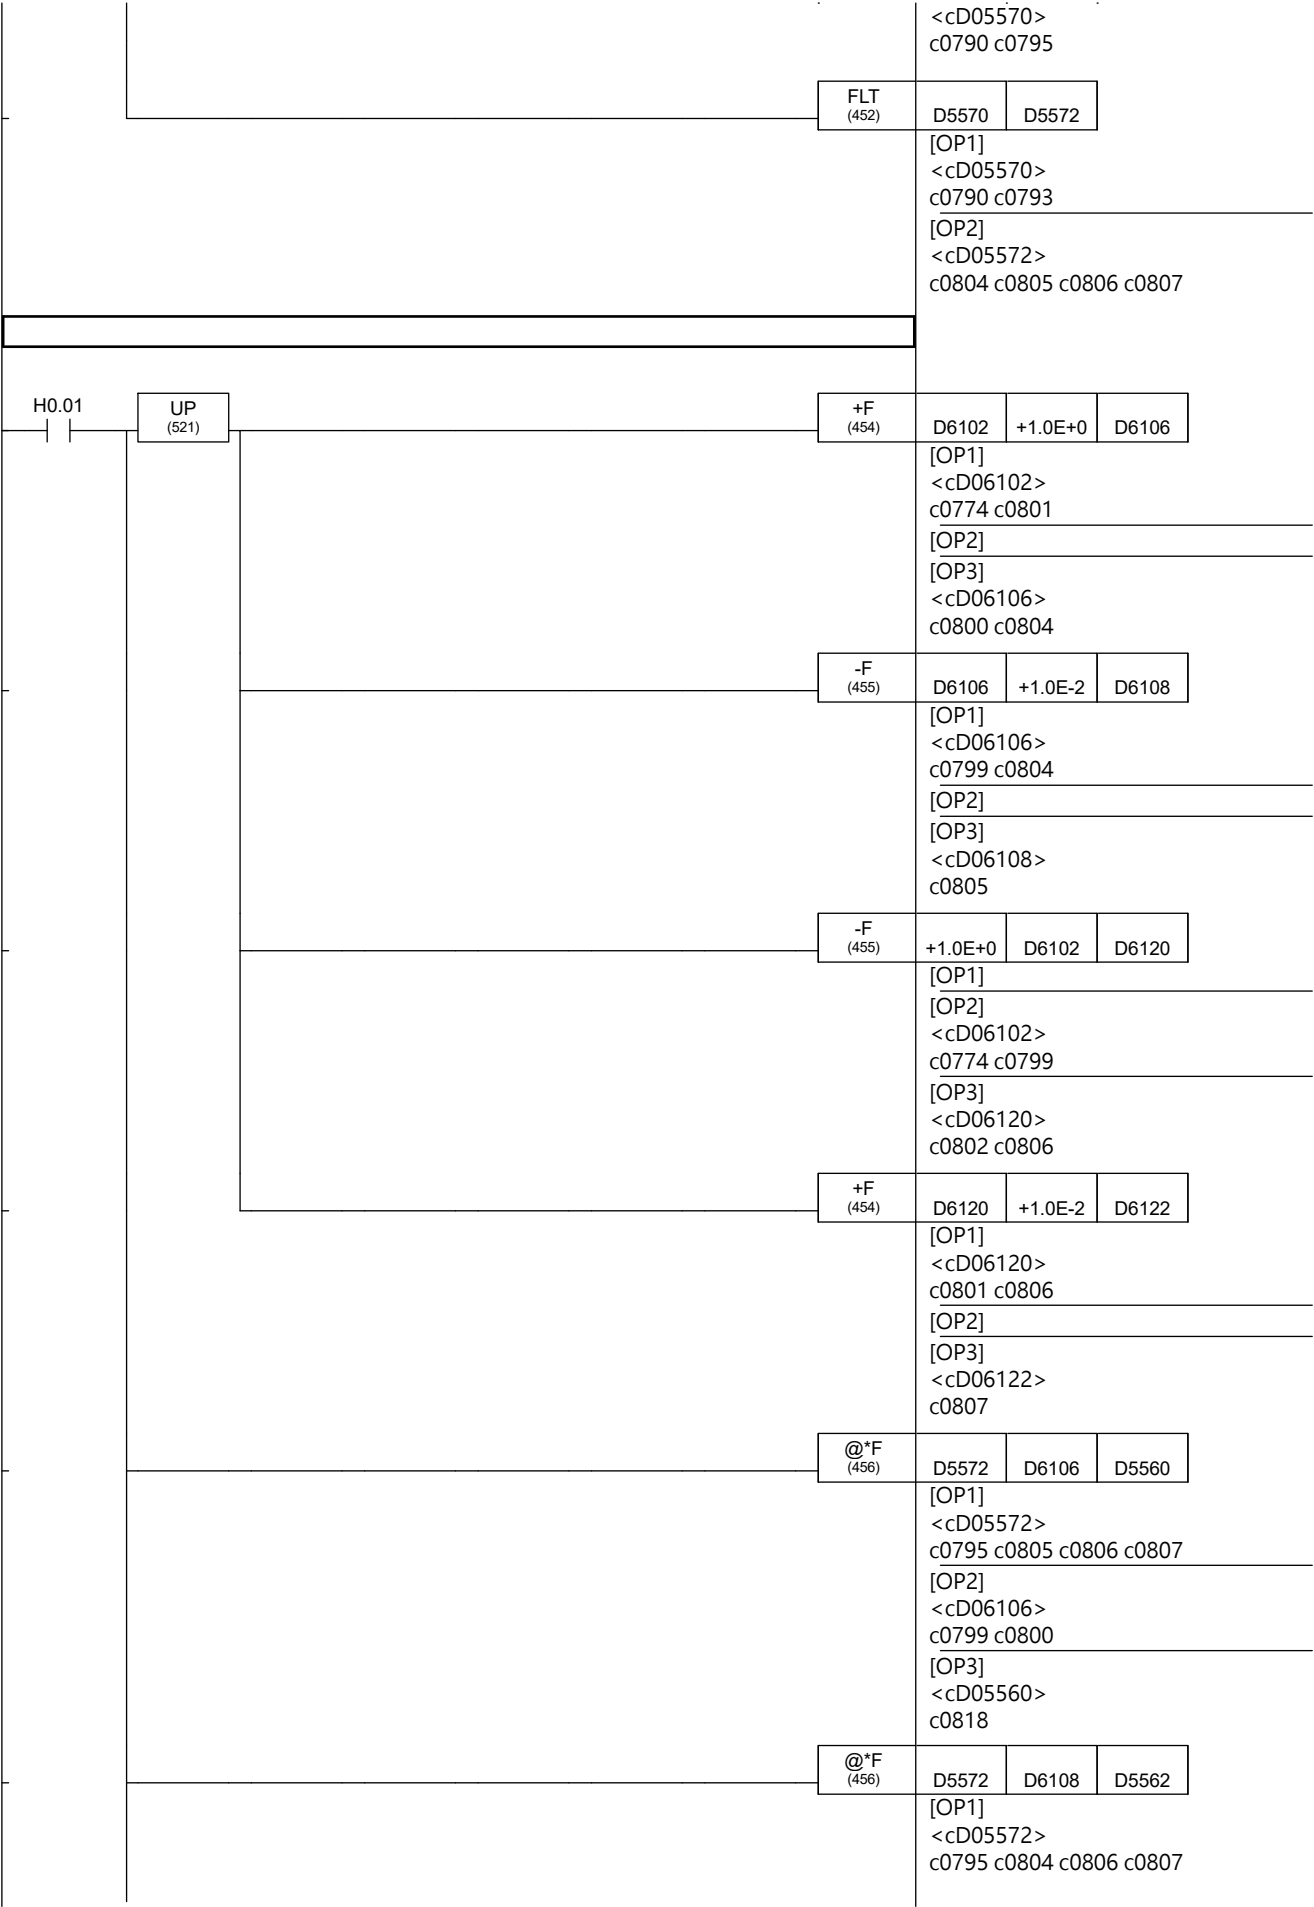 <cD05570>
c0790 c0795
FLT
(452)
D5570 D5572
[OP1]
<cD05570>
c0790 c0793
[OP2]
<cD05572>
c0804 c0805 c0806 c0807
H0.01
UP
(521)
+F
(454)
D6102 +1.0E+0 D6106
[OP1]
<cD06102>
c0774 c0801
[OP2]
[OP3]
<cD06106>
c0800 c0804
-F
(455)
D6106 +1.0E-2 D6108
[OP1]
<cD06106>
c0799 c0804
[OP2]
[OP3]
<cD06108>
c0805
-F
(455)
+1.0E+0 D6102 D6120
[OP1]
[OP2]
<cD06102>
c0774 c0799
[OP3]
<cD06120>
c0802 c0806
+F
(454)
D6120 +1.0E-2 D6122
[OP1]
<cD06120>
c0801 c0806
[OP2]
[OP3]
<cD06122>
c0807
@*F
(456)
D5572 D6106 D5560
[OP1]
<cD05572>
c0795 c0805 c0806 c0807
[OP2]
<cD06106>
c0799 c0800
[OP3]
<cD05560>
c0818
@*F
(456)
D5572 D6108 D5562
[OP1]
<cD05572>
c0795 c0804 c0806 c0807